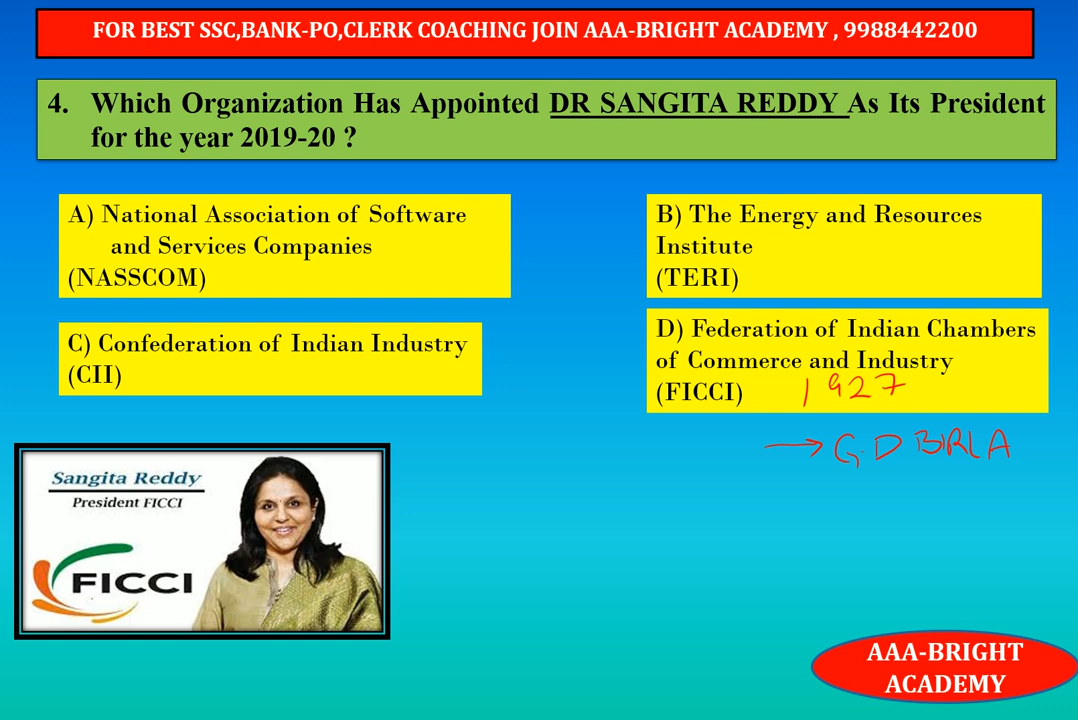 FOR BEST SSC,BANK-PO,CLERK COACHING JOIN AAA-BRIGHT ACADEMY , 9988442200
4. Which Organization Has Appointed DR SANGITA REDDY As Its President
for the year 2019-20 ?
A) National Association of Software
and Services Companies
(NASSCOM)
B) The Energy and Resources
Institute
(TERI)
C) Confederation of Indian Industry
(CII)
D) Federation of Indian Chambers
of Commerce and Industry
(FICCI) 1927
→ G.D BIRLA
Sangita Reddy
President FICCI
FICCI
AAA-BRIGHT
ACADEMY